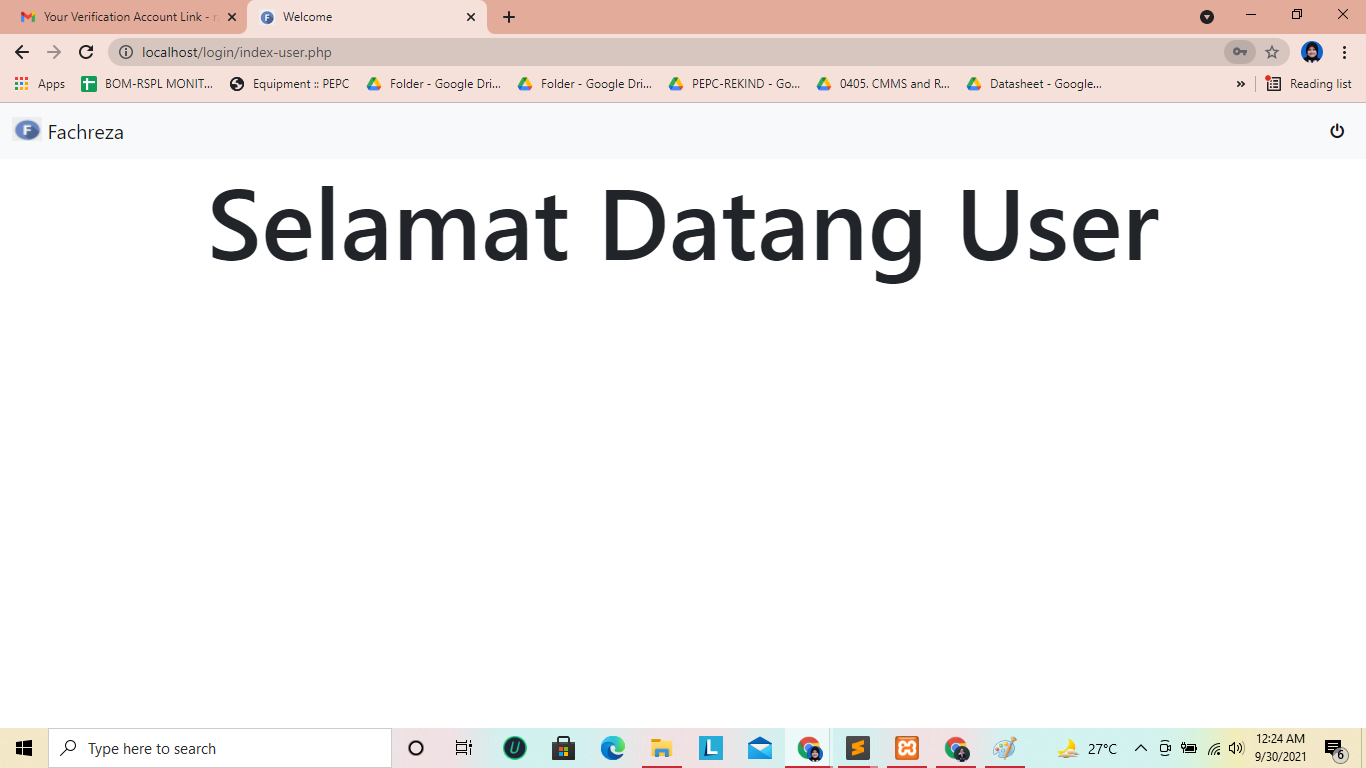 Your Verification Account Link -
Welcome
localhost/login/index-user.php
Apps
BOM-RSPL MONIT...
Equipment :: PEPC
Folder - Google Dri...
Folder - Google Dri...
PEPC-REKIND - Go...
0405. CMMS and R...
Datasheet - Google...
»
Reading list
F Fachreza
Selamat Datang User
Type here to search
27°C
12:24 AM
9/30/2021
6